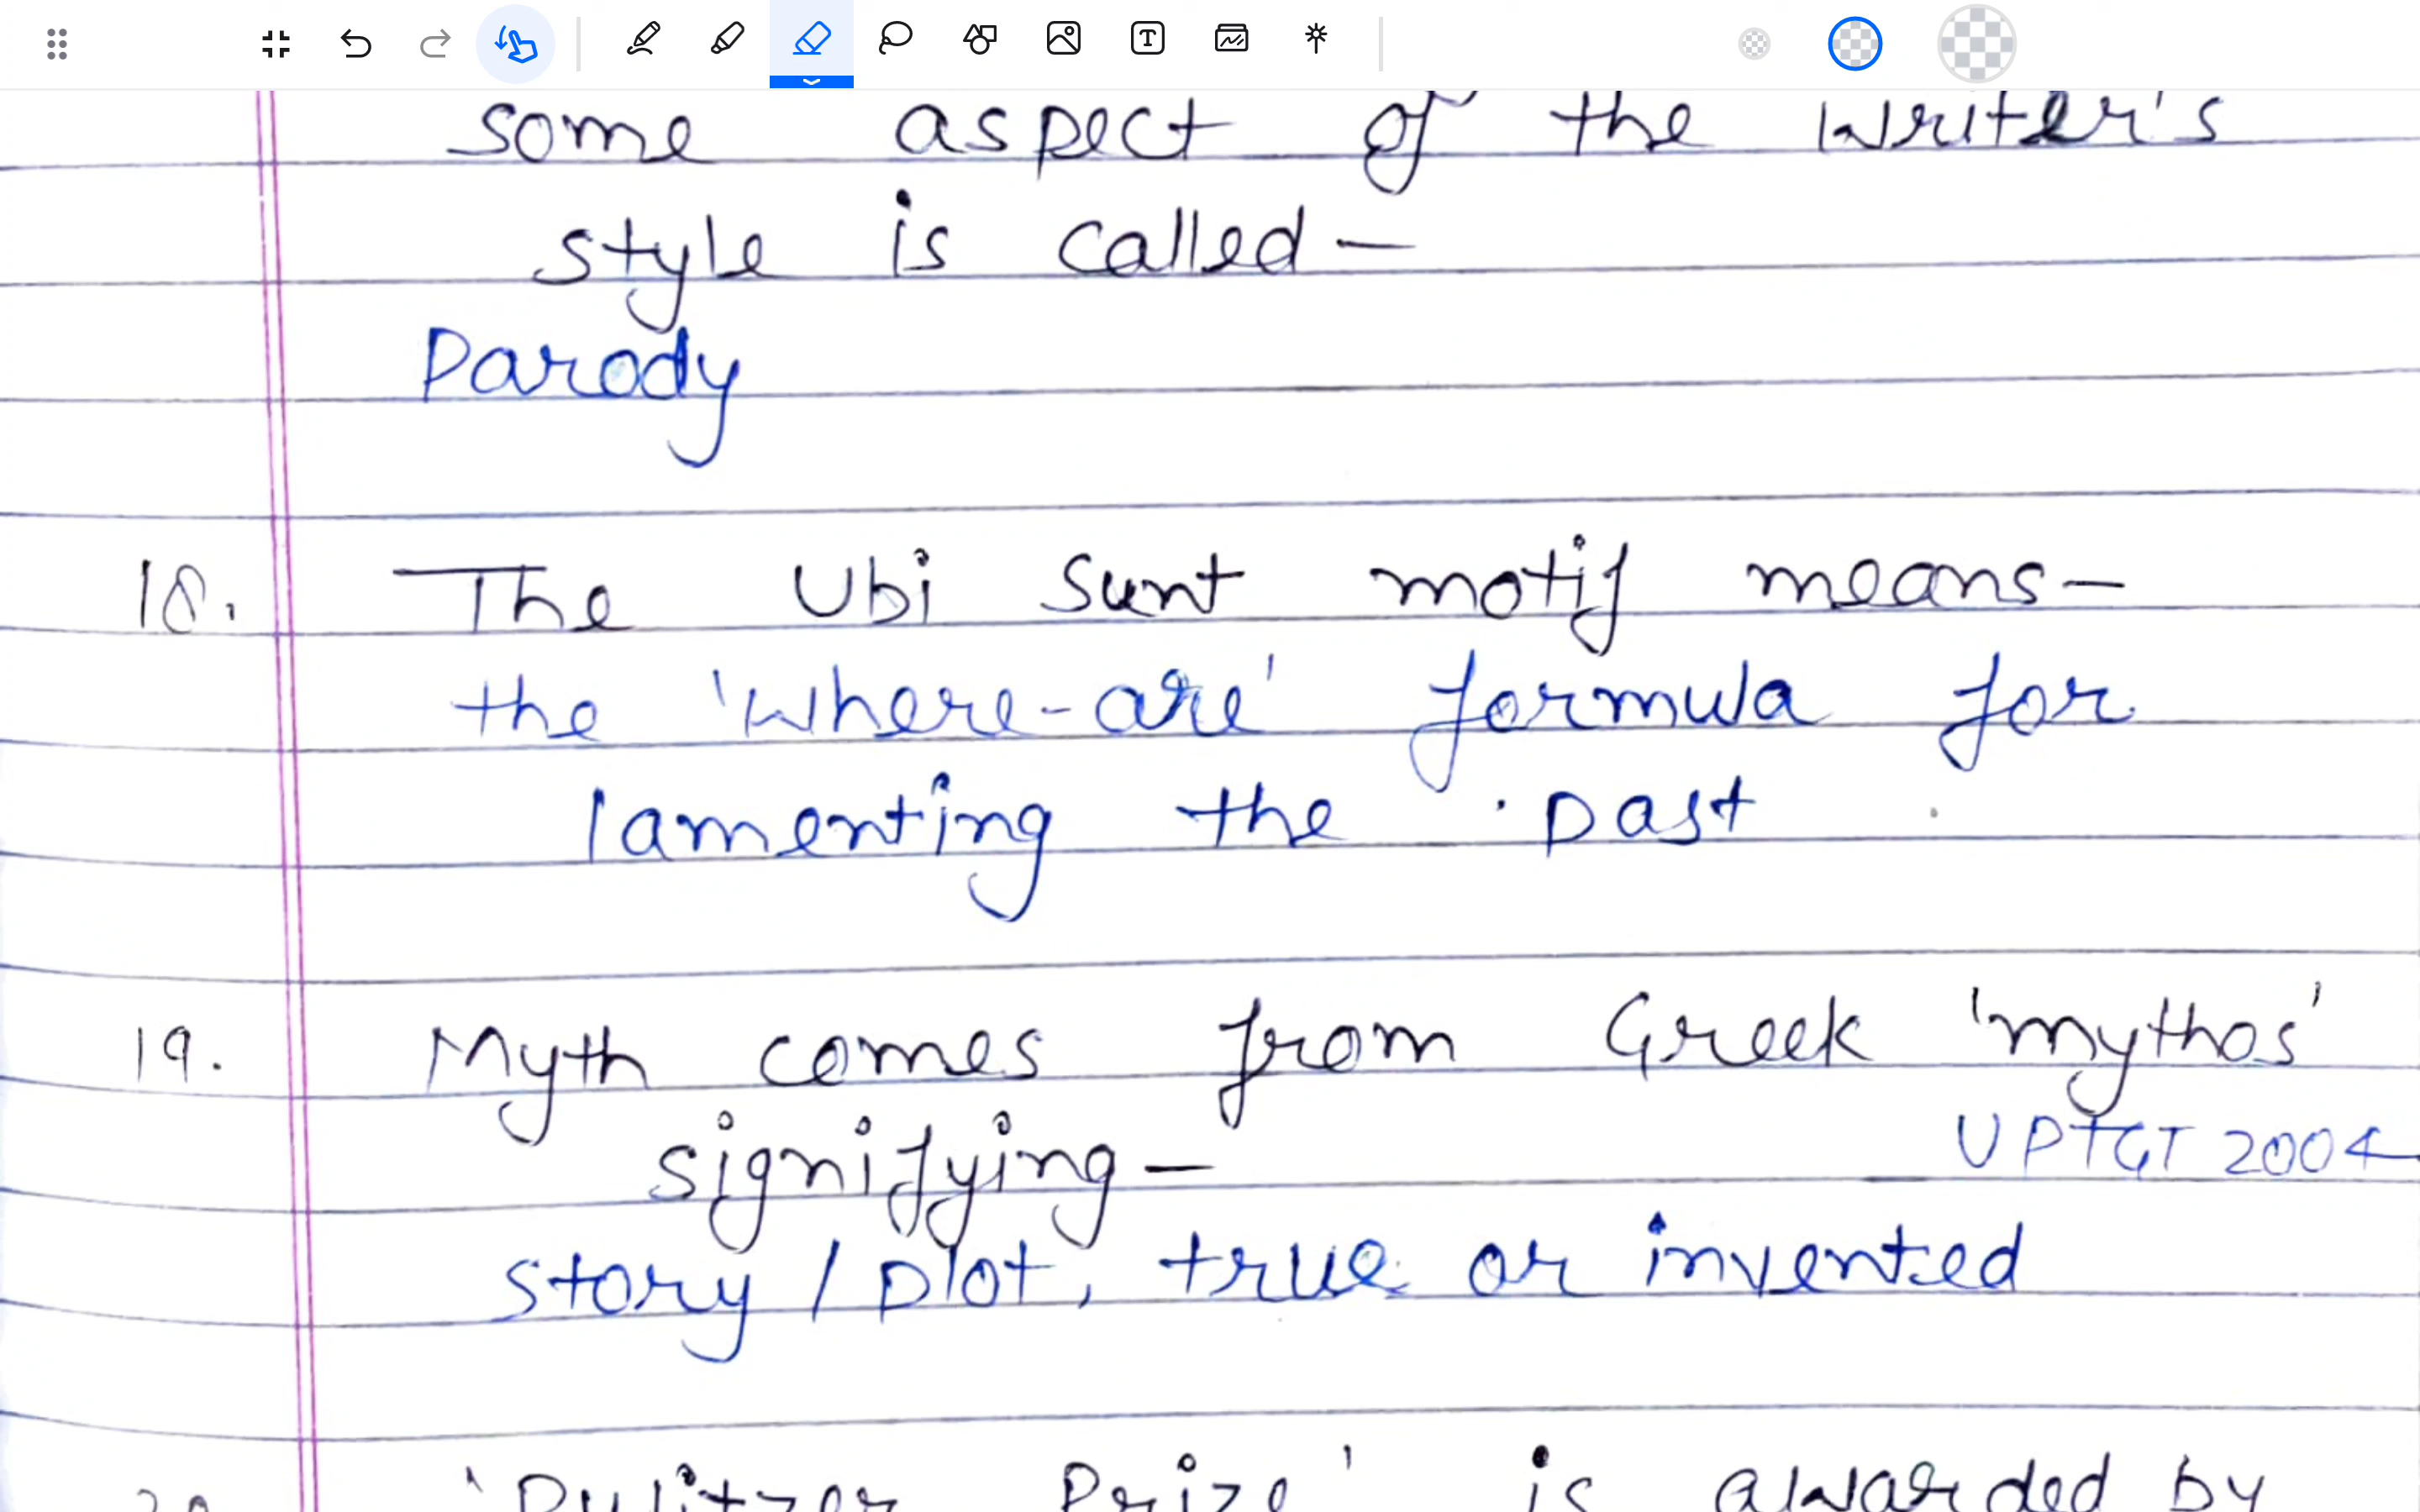 some aspect of the writer's
style is called-
Parody
18. The Ubi Sunt motif means-
the 'where-are' formula for
lamenting the past
19. Myth comes from Greek 'mythos'
signifying-
UPTGT 2004
story / plot, true or invented
20. 'Pulitzer Prize' is awarded by